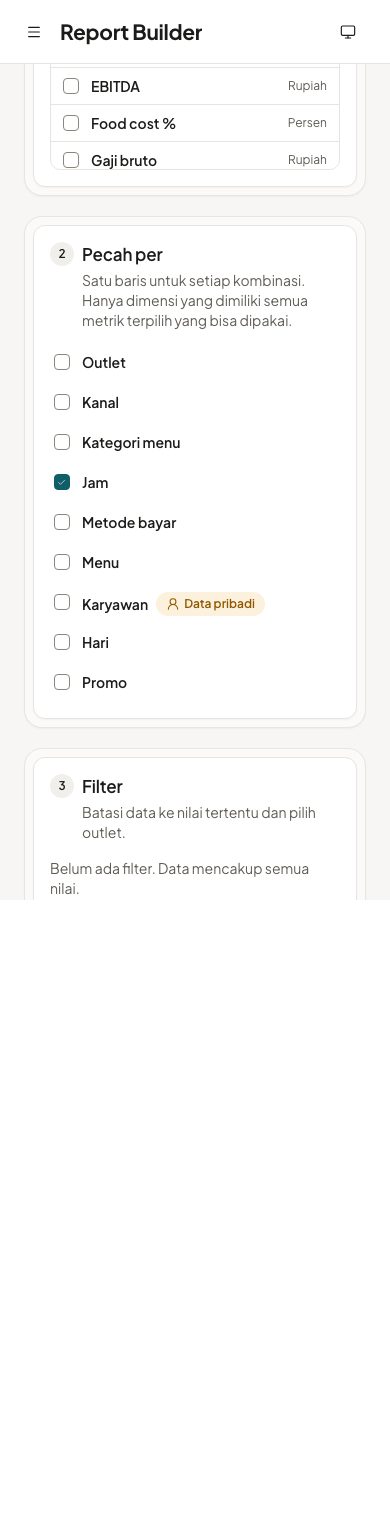 Report Builder
EBITDA Rupiah
Food cost % Persen
Gaji bruto Rupiah
2 Pecah per
Satu baris untuk setiap kombinasi.
Hanya dimensi yang dimiliki semua
metrik terpilih yang bisa dipakai.
Outlet
Kanal
Kategori menu
Jam
Metode bayar
Menu
Karyawan Data pribadi
Hari
Promo
3 Filter
Batasi data ke nilai tertentu dan pilih
outlet.
Belum ada filter. Data mencakup semua
nilai.